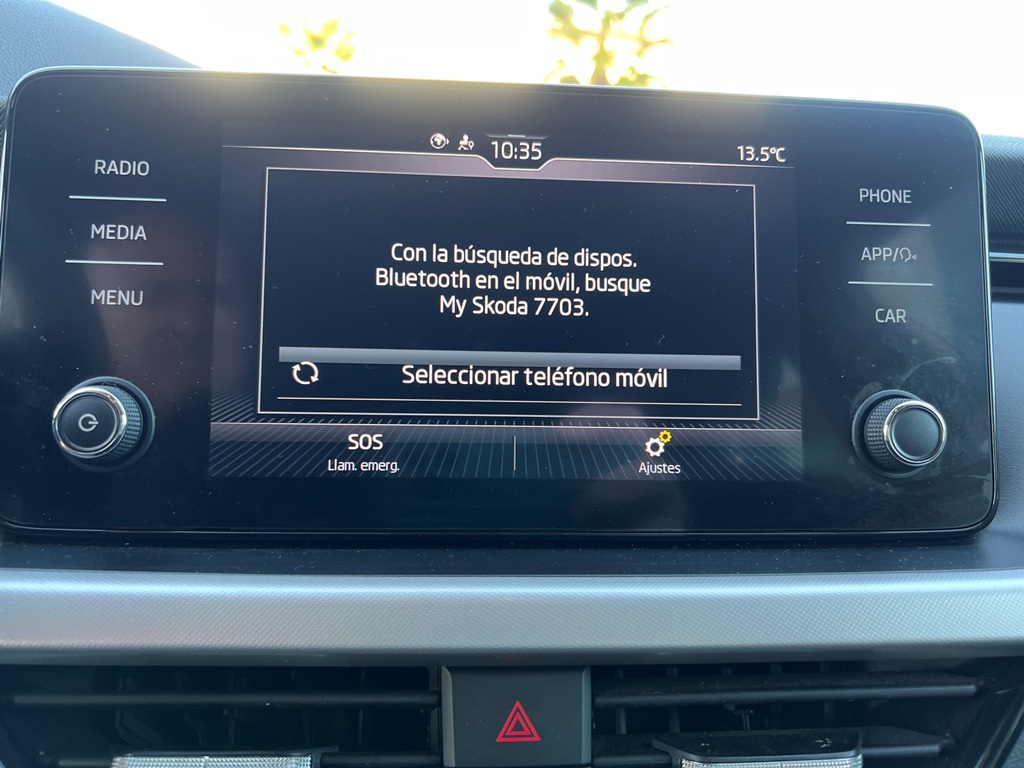 10:35
13.5°C
RADIO
MEDIA
MENU
PHONE
APP/
CAR
Con la búsqueda de dispos.
Bluetooth en el móvil, busque
My Skoda 7703.
Seleccionar teléfono móvil
SOS
Llam. emerg.
Ajustes